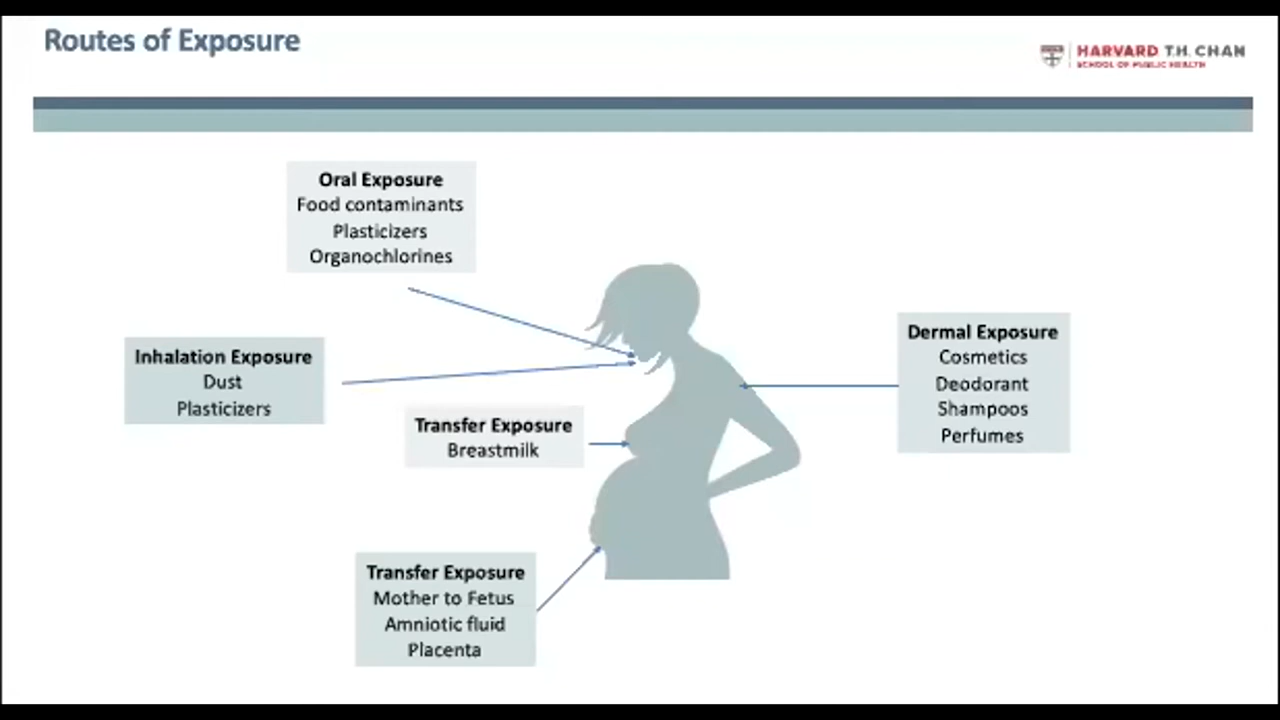 Routes of Exposure
HARVARD T.H. CHAN
SCHOOL OF PUBLIC HEALTH
Oral Exposure
Food contaminants
Plasticizers
Organochlorines
Inhalation Exposure
Dust
Plasticizers
Transfer Exposure
Breastmilk
Dermal Exposure
Cosmetics
Deodorant
Shampoos
Perfumes
Transfer Exposure
Mother to Fetus
Amniotic fluid
Placenta